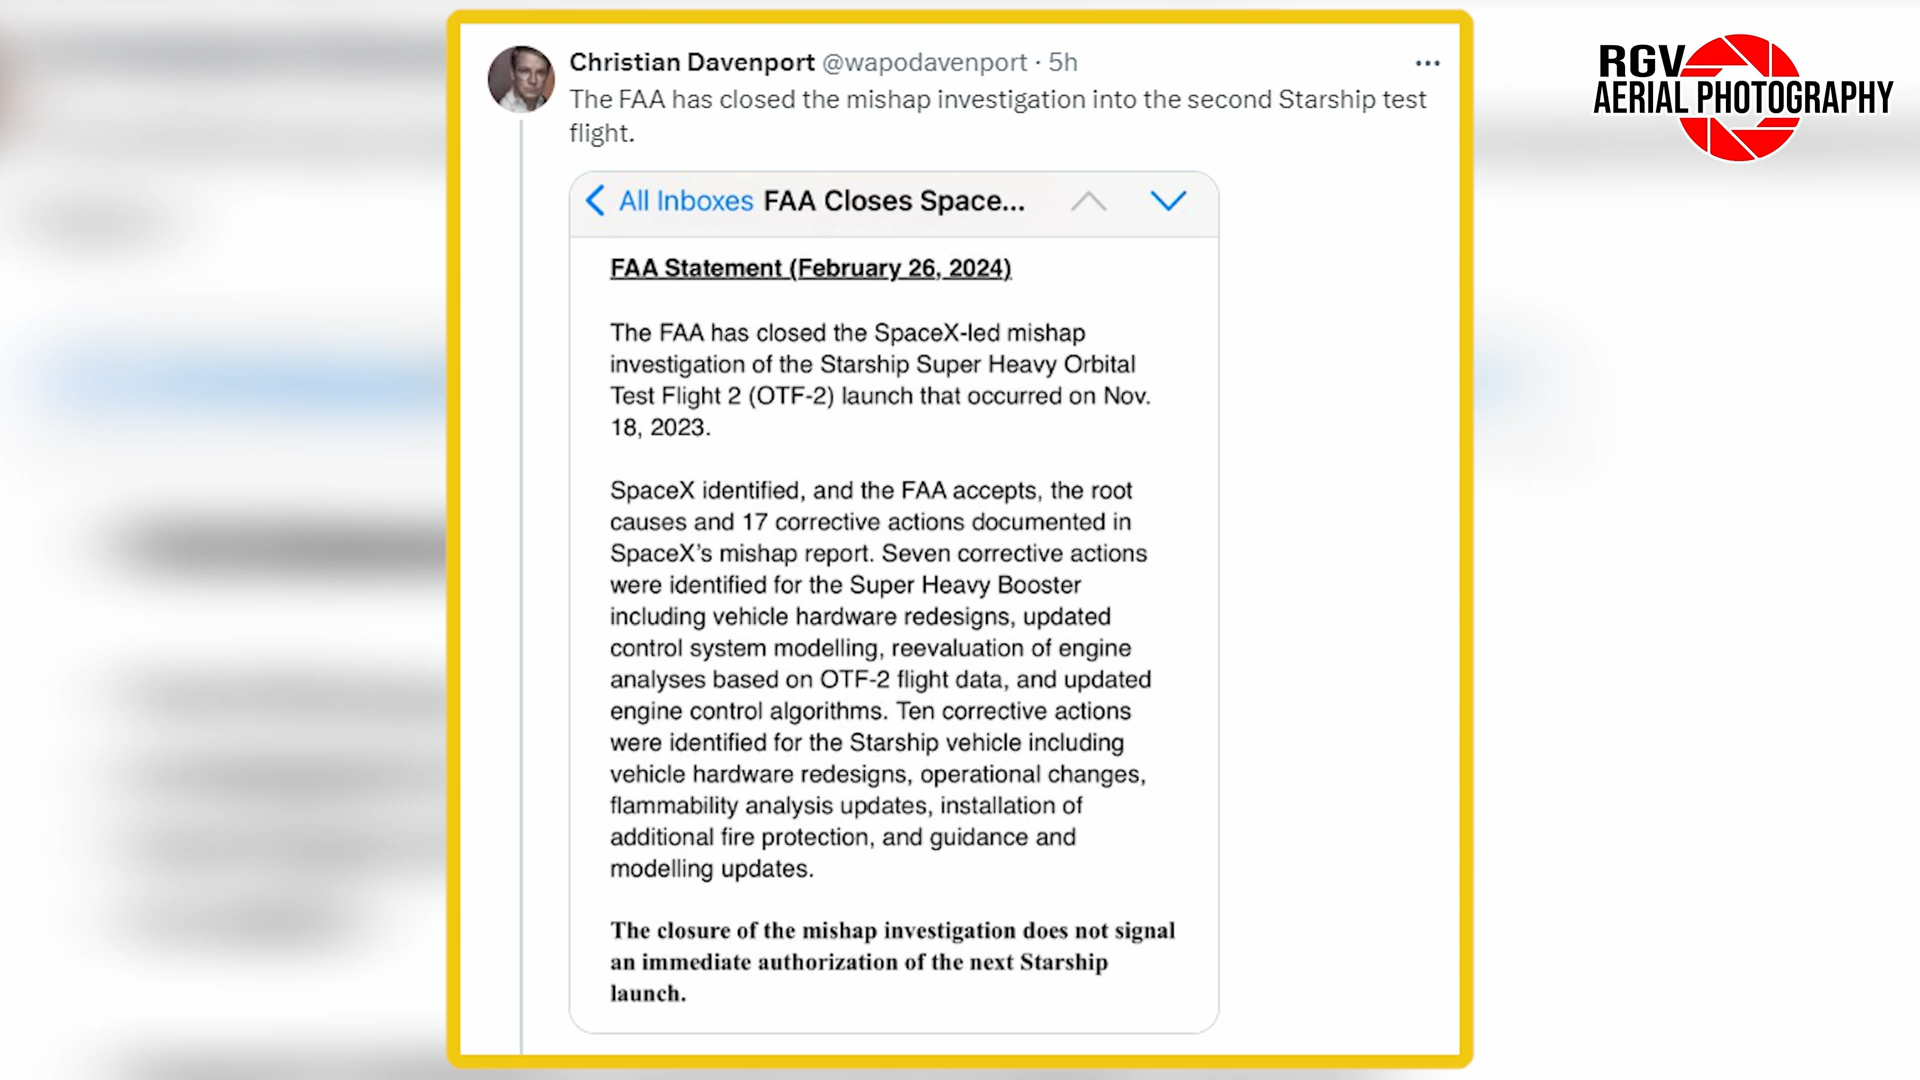 Christian Davenport @wapodavenport · 5h
The FAA has closed the mishap investigation into the second Starship test
flight.
All Inboxes FAA Closes Space...
FAA Statement (February 26, 2024)
The FAA has closed the SpaceX-led mishap
investigation of the Starship Super Heavy Orbital
Test Flight 2 (OTF-2) launch that occurred on Nov.
18, 2023.
SpaceX identified, and the FAA accepts, the root
causes and 17 corrective actions documented in
SpaceX's mishap report. Seven corrective actions
were identified for the Super Heavy Booster
including vehicle hardware redesigns, updated
control system modelling, reevaluation of engine
analyses based on OTF-2 flight data, and updated
engine control algorithms. Ten corrective actions
were identified for the Starship vehicle including
vehicle hardware redesigns, operational changes,
flammability analysis updates, installation of
additional fire protection, and guidance and
modelling updates.
The closure of the mishap investigation does not signal
an immediate authorization of the next Starship
launch.
RGV
AERIAL PHOTOGRAPHY